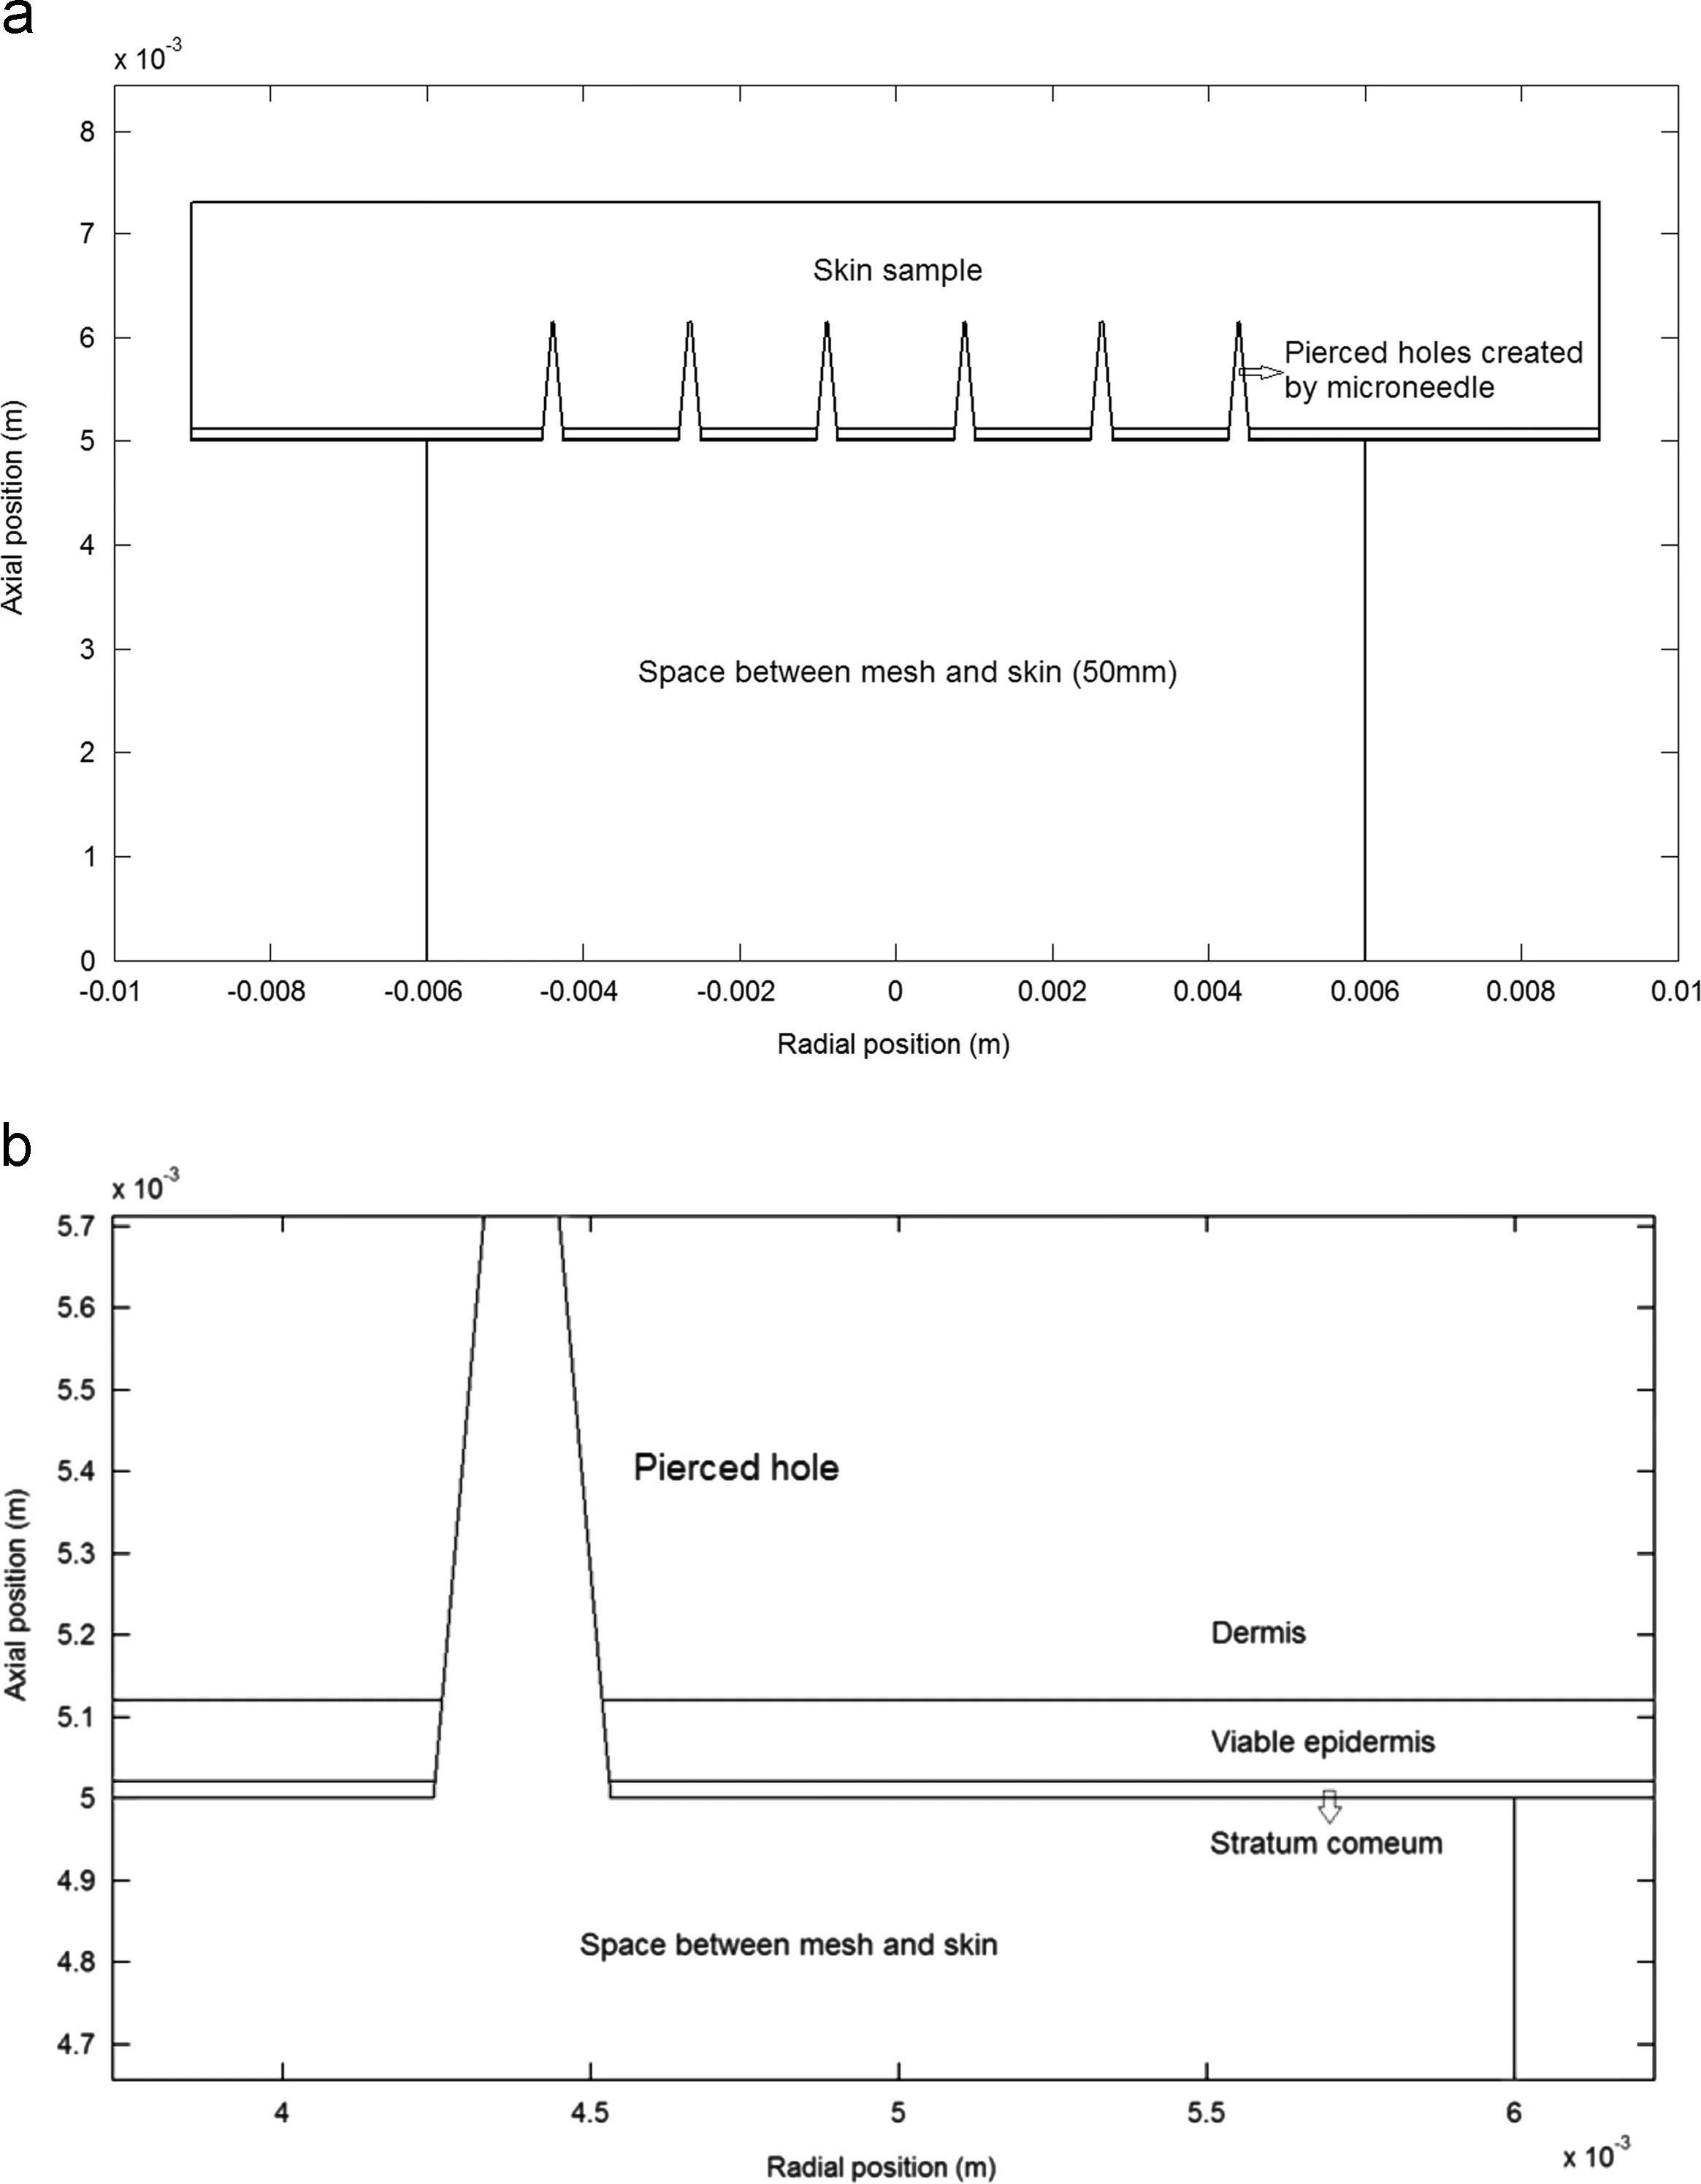 a
x 10-3
8
7
Skin sample
6
Pierced holes created
by microneedle
5
4
3
Space between mesh and skin (50mm)
2
1
0
-0.01 -0.008 -0.006 -0.004 -0.002 0 0.002 0.004 0.006 0.008 0.01
Axial position (m)
Radial position (m)
b
x 10-3
5.7
5.6
5.5
5.4
Pierced hole
5.3
5.2
Dermis
5.1
Viable epidermis
5
Stratum comeum
4.9
Space between mesh and skin
4.8
4.7
4 4.5 5 5.5 6
x 10-3
Axial position (m)
Radial position (m)